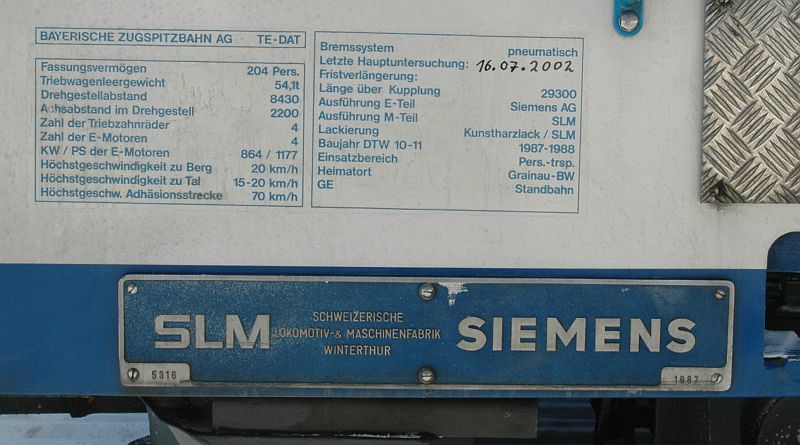 BAYERISCHE ZUGSPITZBAHN AG TE-DAT
Fassungsvermögen 204 Pers.
Triebwagenleergewicht 54,1t
Drehgestellabstand 8430
Achsabstand im Drehgestell 2200
Zahl der Triebzahnräder 4
Zahl der E-Motoren 4
KW / PS der E-Motoren 864 / 1177
Höchstgeschwindigkeit zu Berg 20 km/h
Höchstgeschwindigkeit zu Tal 15-20 km/h
Höchstgeschw. Adhäsionsstrecke 70 km/h
Bremssystem pneumatisch
Letzte Hauptuntersuchung: 16.07.2002
Fristverlängerung:
Länge über Kupplung 29300
Ausführung E-Teil Siemens AG
Ausführung M-Teil SLM
Lackierung Kunstharzlack / SLM
Baujahr DTW 10-11 1987-1988
Einsatzbereich Pers.-trsp.
Heimatort Grainau-BW
GE Standbahn
SLM
SCHWEIZERISCHE
LOKOMOTIV-& MASCHINENFABRIK
WINTERTHUR
SIEMENS
5316
1987